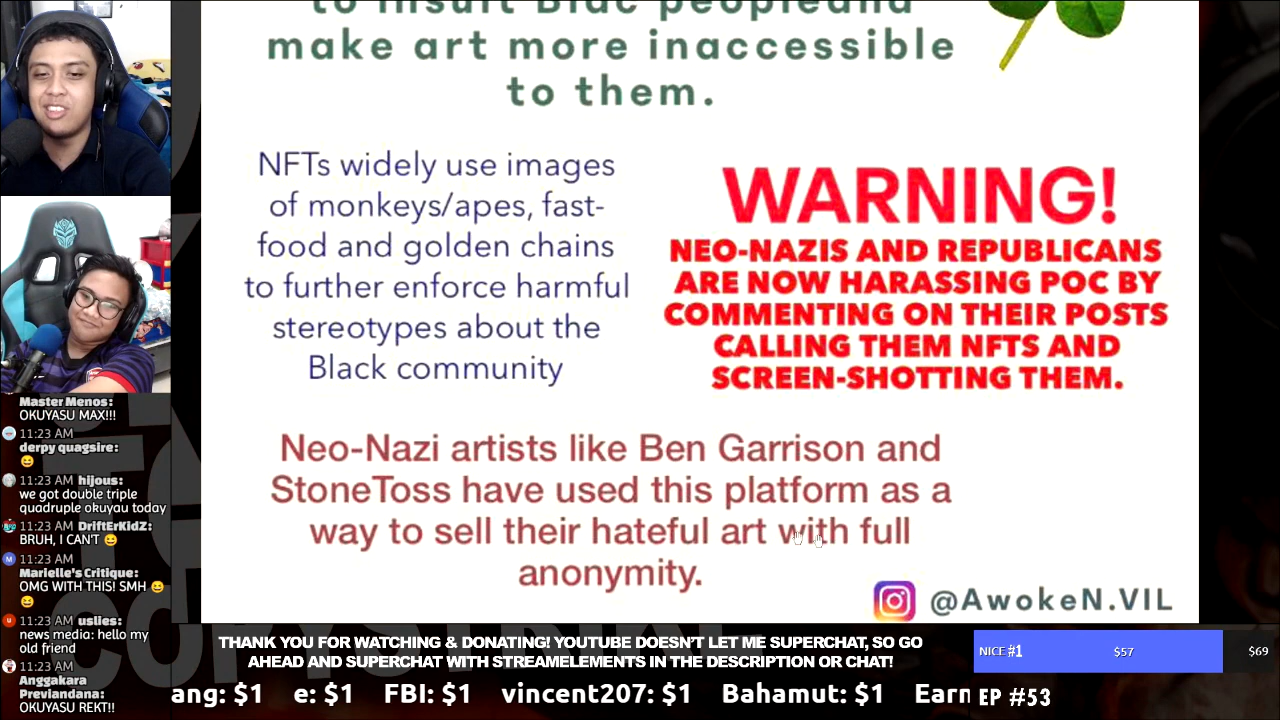 to insult Blac peopleand
make art more inaccessible
to them.
NFTs widely use images
of monkeys/apes, fast-
food and golden chains
to further enforce harmful
stereotypes about the
Black community
WARNING!
NEO-NAZIS AND REPUBLICANS
ARE NOW HARASSING POC BY
COMMENTING ON THEIR POSTS
CALLING THEM NFTS AND
SCREEN-SHOTTING THEM.
Neo-Nazi artists like Ben Garrison and
StoneToss have used this platform as a
way to sell their hateful art with full
anonymity.
@AwokeN.VIL
Master Menos:
OKUYASU MAX!!!
11:23 AM
derpy quagsire:
11:23 AM hijous:
we got double triple
quadruple okuyau today
11:23 AM DriftErKidZ:
BRUH, I CAN'T
M 11:23 AM
Marielle's Critique:
OMG WITH THIS! SMH
u 11:23 AM uslies:
news media: hello my
old friend
11:23 AM
Anggakara
Previandana:
OKUYASU REKT!!
THANK YOU FOR WATCHING & DONATING! YOUTUBE DOESN'T LET ME SUPERCHAT, SO GO
AHEAD AND SUPERCHAT WITH STREAMELEMENTS IN THE DESCRIPTION OR CHAT!
NICE #1 $57 $69
ang: $1 e: $1 FBI: $1 vincent207: $1 Bahamut: $1 Earn
EP #53